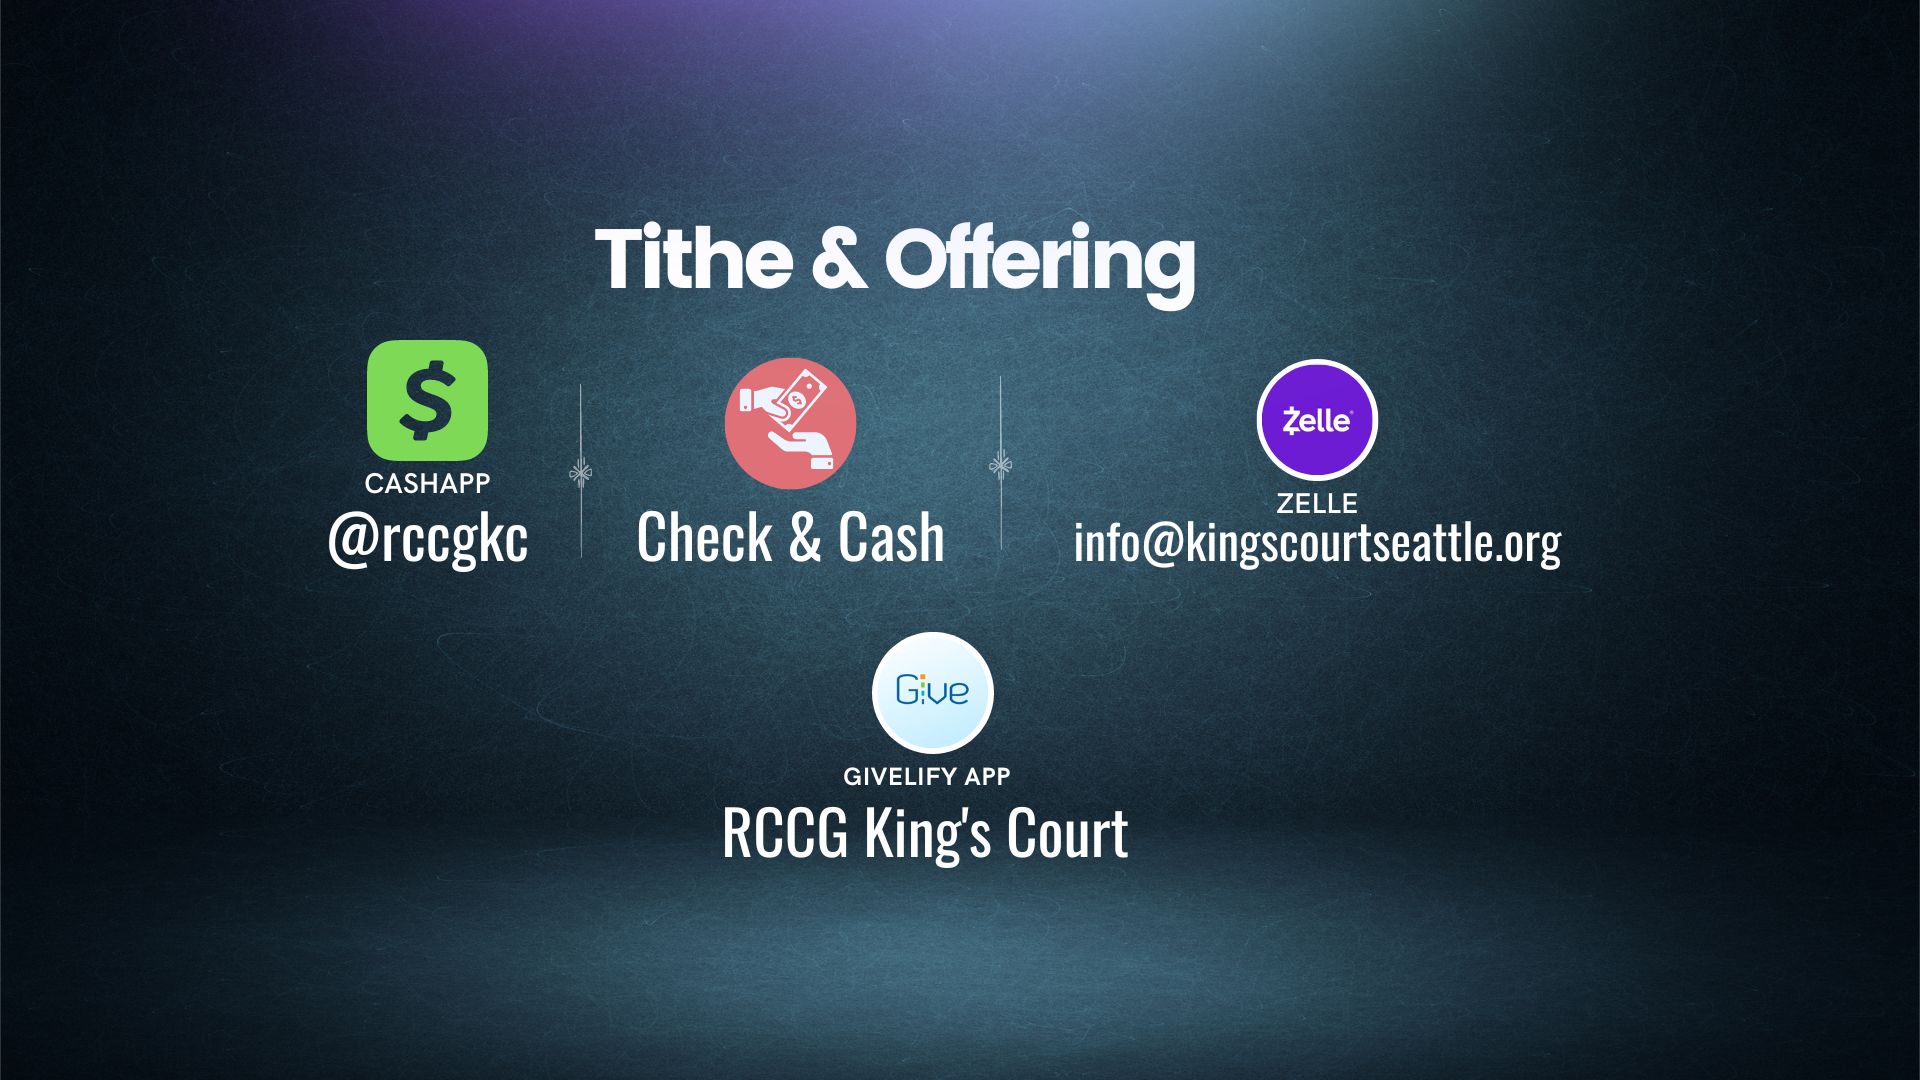 Tithe & Offering
$
CASHAPP
@rccgkc
$
Check & Cash
Zelle®
ZELLE
info@kingscourtseattle.org
Give
GIVELIFY APP
RCCG King's Court